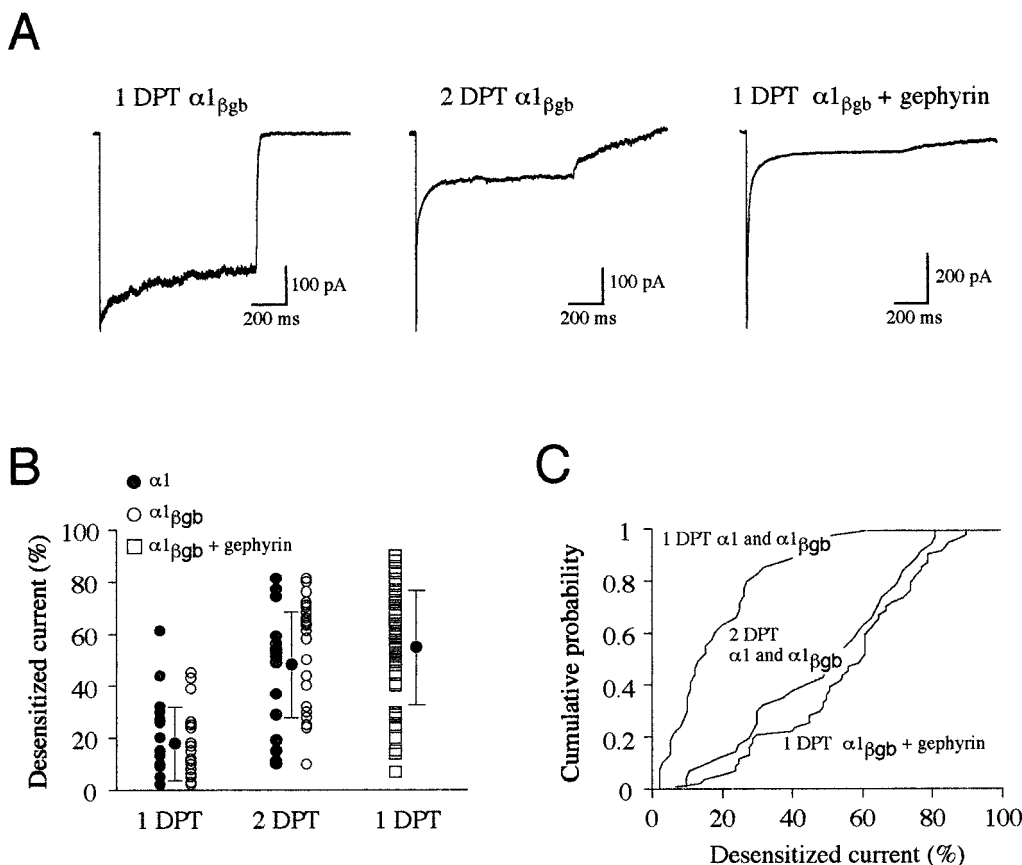 A
1 DPT α1βgb
2 DPT α1βgb
1 DPT α1βgb + gephyrin
100 pA
200 ms
100 pA
200 ms
200 pA
200 ms
B
α1
α1βgb
α1βgb + gephyrin
Desensitized current (%)
100
80
60
40
20
0
1 DPT
2 DPT
1 DPT
C
Cumulative probability
1
0.8
0.6
0.4
0.2
0
1 DPT α1 and α1βgb
2 DPT
α1 and α1βgb
1 DPT α1βgb + gephyrin
0
20
40
60
80
100
Desensitized current (%)